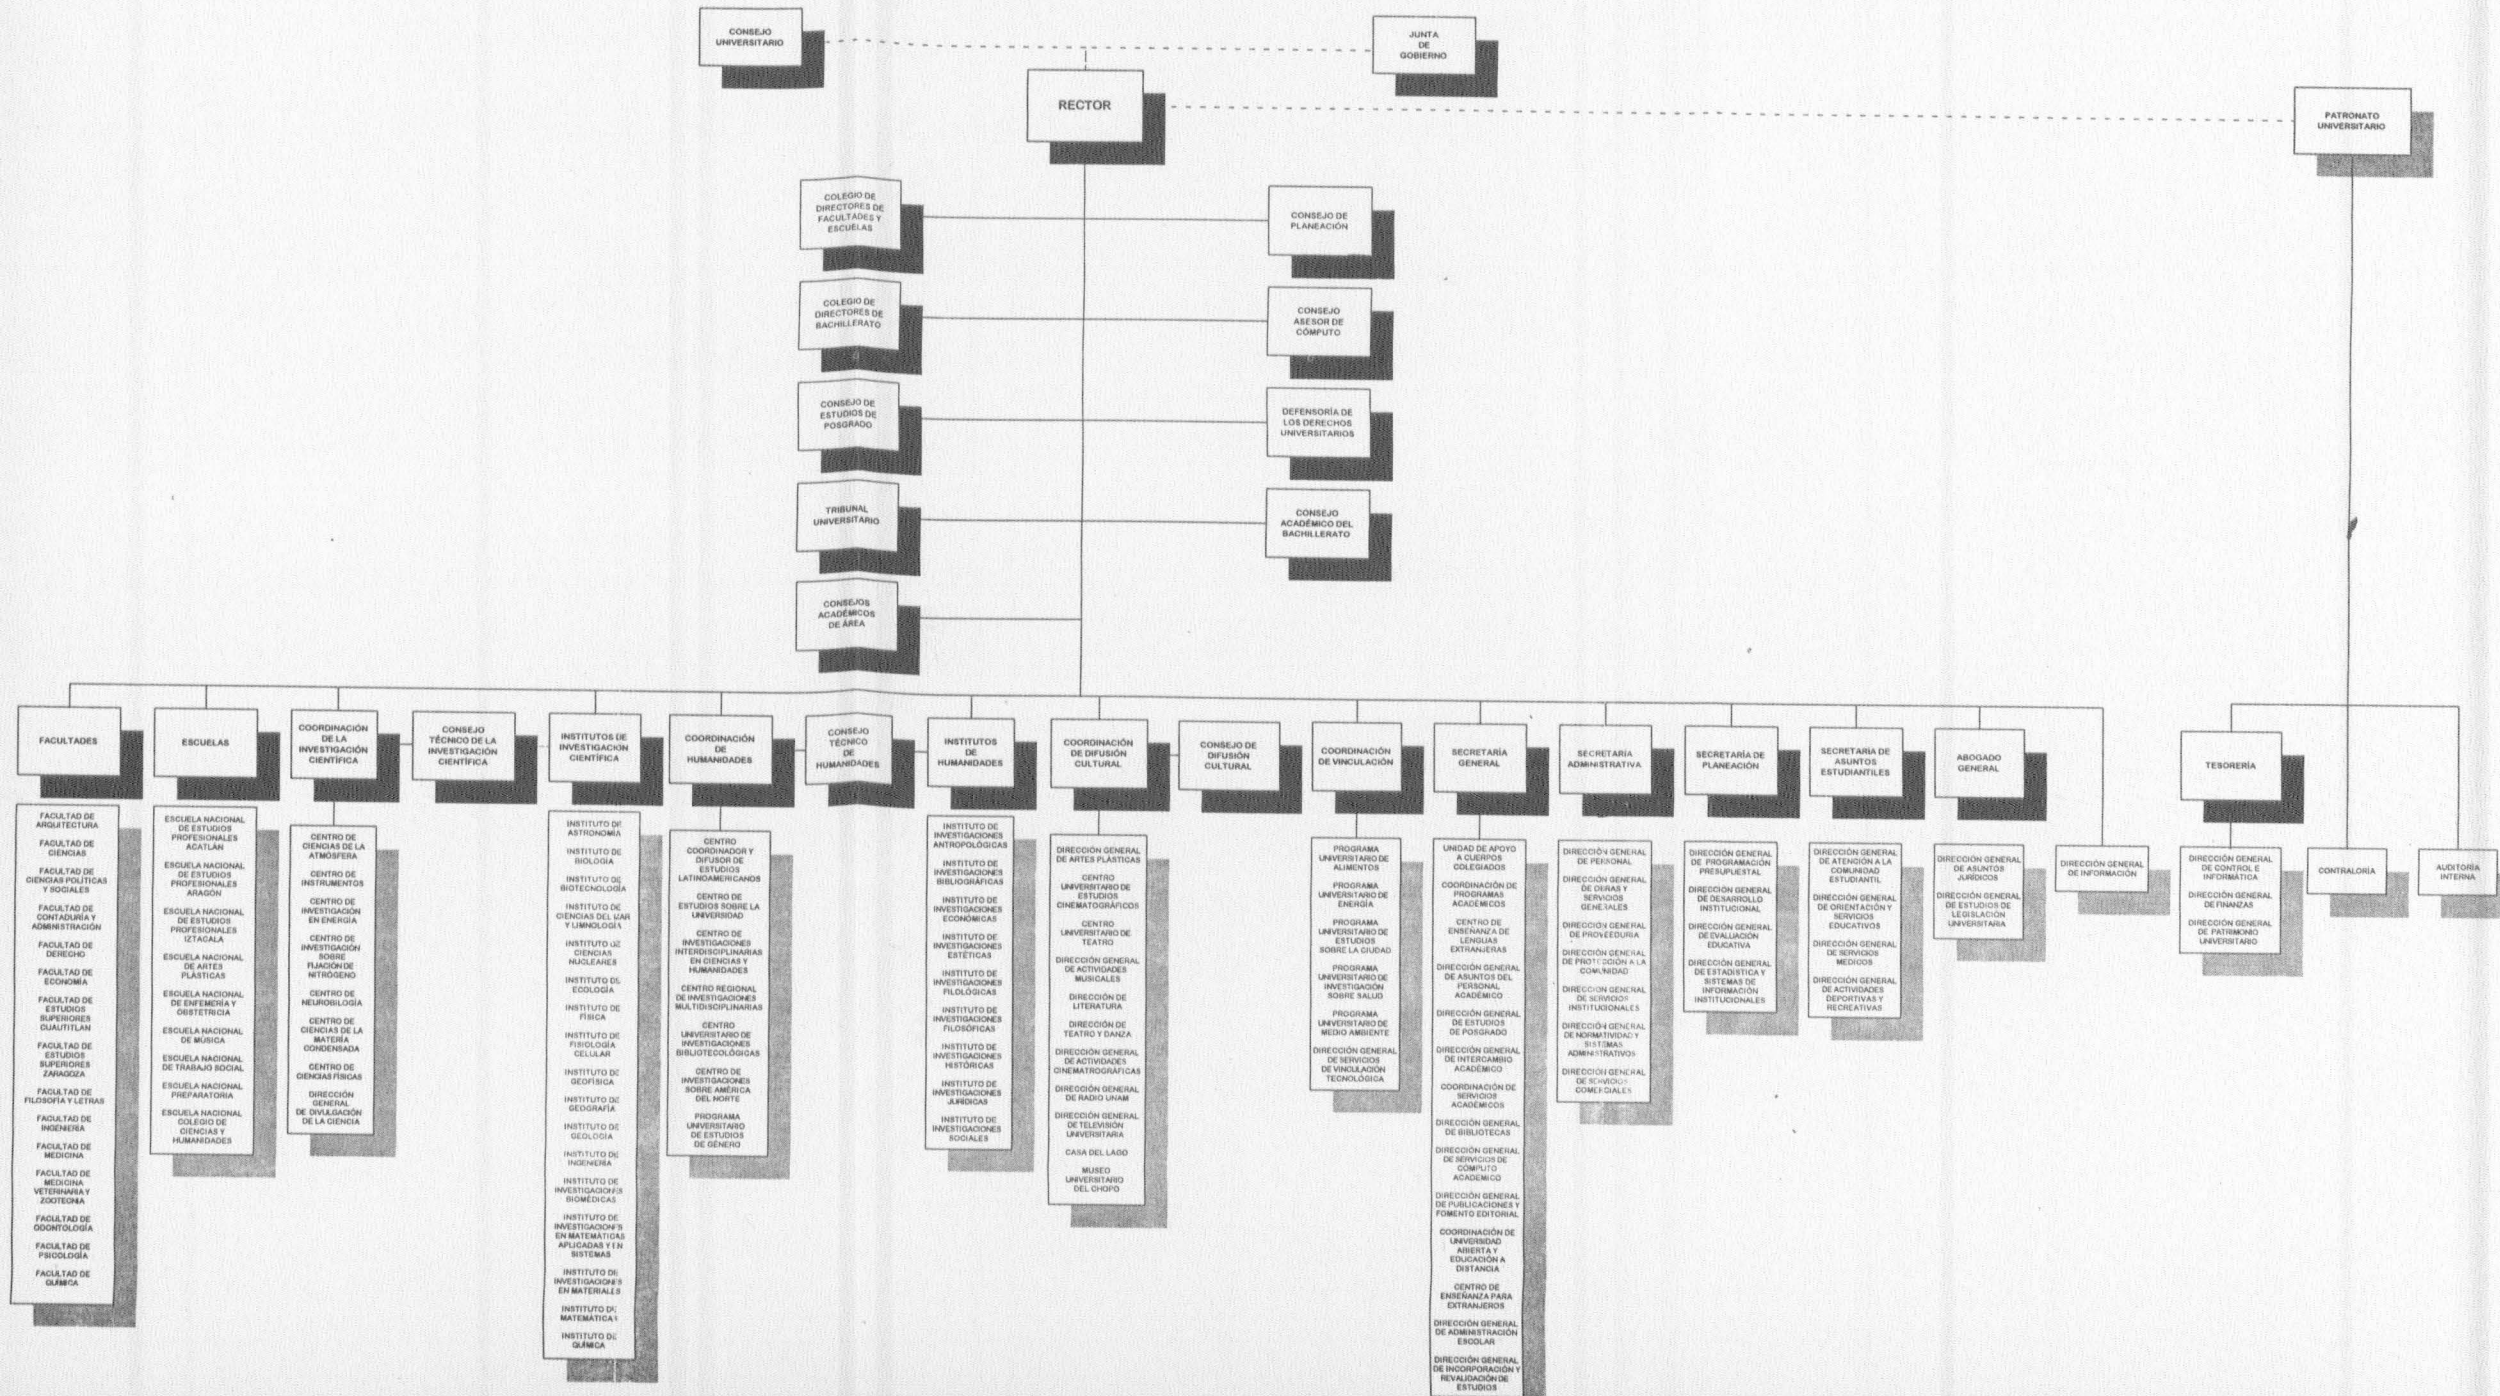 CONSEJO
UNIVERSITARIO
JUNTA
DE
GOBIERNO
RECTOR
PATRONATO
UNIVERSITARIO
COLEGIO DE
DIRECTORES DE
FACULTADES Y
ESCUELAS
CONSEJO DE
PLANEACIÓN
COLEGIO DE
DIRECTORES DE
BACHILLERATO
CONSEJO
ASESOR DE
CÓMPUTO
CONSEJO DE
ESTUDIOS DE
POSGRADO
DEFENSORÍA DE
LOS DERECHOS
UNIVERSITARIOS
TRIBUNAL
UNIVERSITARIO
CONSEJO
ACADÉMICO DEL
BACHILLERATO
CONSEJOS
ACADÉMICOS
DE ÁREA
FACULTADES
ESCUELAS
COORDINACIÓN
DE LA
INVESTIGACIÓN
CIENTÍFICA
CONSEJO
TÉCNICO DE LA
INVESTIGACIÓN
CIENTÍFICA
INSTITUTOS DE
INVESTIGACIÓN
CIENTÍFICA
COORDINACIÓN
DE
HUMANIDADES
CONSEJO
TÉCNICO
DE
HUMANIDADES
INSTITUTOS
DE
HUMANIDADES
COORDINACIÓN
DE DIFUSIÓN
CULTURAL
CONSEJO DE
DIFUSIÓN
CULTURAL
COORDINACIÓN
DE VINCULACIÓN
SECRETARÍA
GENERAL
SECRETARÍA
ADMINISTRATIVA
SECRETARÍA DE
PLANEACIÓN
SECRETARÍA DE
ASUNTOS
ESTUDIANTILES
ABOGADO
GENERAL
TESORERÍA
FACULTAD DE
ARQUITECTURA
FACULTAD DE
CIENCIAS
FACULTAD DE
CIENCIAS POLÍTICAS
Y SOCIALES
FACULTAD DE
CONTADURÍA Y
ADMINISTRACIÓN
FACULTAD DE
DERECHO
FACULTAD DE
ECONOMÍA
FACULTAD DE
ESTUDIOS
SUPERIORES
CUAUTITLAN
FACULTAD DE
ESTUDIOS
SUPERIORES
ZARAGOZA
FACULTAD DE
FILOSOFÍA Y LETRAS
FACULTAD DE
INGENIERÍA
FACULTAD DE
MEDICINA
FACULTAD DE
MEDICINA
VETERINARIA Y
ZOOTECNIA
FACULTAD DE
ODONTOLOGÍA
FACULTAD DE
PSICOLOGÍA
FACULTAD DE
QUÍMICA
ESCUELA NACIONAL
DE ESTUDIOS
PROFESIONALES
ACATLÁN
ESCUELA NACIONAL
DE ESTUDIOS
PROFESIONALES
ARAGÓN
ESCUELA NACIONAL
DE ESTUDIOS
PROFESIONALES
IZTACALA
ESCUELA NACIONAL
DE ARTES
PLÁSTICAS
ESCUELA NACIONAL
DE ENFEMERÍA Y
OBSTETRICIA
ESCUELA NACIONAL
DE MÚSICA
ESCUELA NACIONAL
DE TRABAJO SOCIAL
ESCUELA NACIONAL
PREPARATORIA
ESCUELA NACIONAL
COLEGIO DE
CIENCIAS Y
HUMANIDADES
CENTRO DE
CIENCIAS DE LA
ATMÓSFERA
CENTRO DE
INSTRUMENTOS
CENTRO DE
INVESTIGACIÓN
EN ENERGÍA
CENTRO DE
INVESTIGACIÓN
SOBRE
FIJACIÓN DE
NITRÓGENO
CENTRO DE
NEUROBIOLOGÍA
CENTRO DE
CIENCIAS DE LA
MATERÍA
CONDENSADA
CENTRO DE
CIENCIAS FÍSICAS
DIRECCIÓN
GENERAL
DE DIVULGACIÓN
DE LA CIENCIA
INSTITUTO DE
ASTRONOMÍA
INSTITUTO DE
BIOLOGÍA
INSTITUTO DE
BIOTECNOLOGÍA
INSTITUTO DE
CIENCIAS DEL MAR
Y LIMNOLOGÍA
INSTITUTO DE
CIENCIAS
NUCLEARES
INSTITUTO DE
ECOLOGÍA
INSTITUTO DE
FÍSICA
INSTITUTO DE
FISIOLOGÍA
CELULAR
INSTITUTO DE
GEOFÍSICA
INSTITUTO DE
GEOGRAFÍA
INSTITUTO DE
GEOLOGÍA
INSTITUTO DE
INGENIERÍA
INSTITUTO DE
INVESTIGACIONES
BIOMÉDICAS
INSTITUTO DE
INVESTIGACIONES
EN MATEMÁTICAS
APLICADAS Y EN
SISTEMAS
INSTITUTO DE
INVESTIGACIONES
EN MATERIALES
INSTITUTO DE
MATEMÁTICAS
INSTITUTO DE
QUÍMICA
CENTRO
COORDINADOR Y
DIFUSOR DE
ESTUDIOS
LATINOAMERICANOS
CENTRO DE
ESTUDIOS SOBRE LA
UNIVERSIDAD
CENTRO DE
INVESTIGACIONES
INTERDISCIPLINARIAS
EN CIENCIAS Y
HUMANIDADES
CENTRO REGIONAL
DE INVESTIGACIONES
MULTIDISCIPLINARIAS
CENTRO
UNIVERSITARIO DE
INVESTIGACIONES
BIBLIOTECOLÓGICAS
CENTRO DE
INVESTIGACIONES
SOBRE AMÉRICA
DEL NORTE
PROGRAMA
UNIVERSITARIO
DE ESTUDIOS
DE GÉNERO
INSTITUTO DE
INVESTIGACIONES
ANTROPOLÓGICAS
INSTITUTO DE
INVESTIGACIONES
BIBLIOGRÁFICAS
INSTITUTO DE
INVESTIGACIONES
ECONÓMICAS
INSTITUTO DE
INVESTIGACIONES
ESTÉTICAS
INSTITUTO DE
INVESTIGACIONES
FILOLÓGICAS
INSTITUTO DE
INVESTIGACIONES
FILOSÓFICAS
INSTITUTO DE
INVESTIGACIONES
HISTÓRICAS
INSTITUTO DE
INVESTIGACIONES
JURÍDICAS
INSTITUTO DE
INVESTIGACIONES
SOCIALES
DIRECCIÓN GENERAL
DE ARTES PLÁSTICAS
CENTRO
UNIVERSITARIO DE
ESTUDIOS
CINEMATOGRÁFICOS
CENTRO
UNIVERSITARIO DE
TEATRO
DIRECCIÓN GENERAL
DE ACTIVIDADES
MUSICALES
DIRECCIÓN DE
LITERATURA
DIRECCIÓN DE
TEATRO Y DANZA
DIRECCIÓN GENERAL
DE ACTIVIDADES
CINEMATROGRÁFICAS
DIRECCIÓN GENERAL
DE RADIO UNAM
DIRECCIÓN GENERAL
DE TELEVISIÓN
UNIVERSITARIA
CASA DEL LAGO
MUSEO
UNIVERSITARIO
DEL CHOPO
PROGRAMA
UNIVERSITARIO DE
ALIMENTOS
PROGRAMA
UNIVERSITARIO DE
ENERGÍA
PROGRAMA
UNIVERSITARIO DE
ESTUDIOS
SOBRE LA CIUDAD
PROGRAMA
UNIVERSITARIO DE
INVESTIGACIÓN
SOBRE SALUD
PROGRAMA
UNIVERSITARIO DE
MEDIO AMBIENTE
DIRECCIÓN GENERAL
DE SERVICIOS
DE VINCULACIÓN
TECNOLÓGICA
UNIDAD DE APOYO
A CUERPOS
COLEGIADOS
COORDINACIÓN DE
PROGRAMAS
ACADÉMICOS
CENTRO DE
ENSEÑANZA DE
LENGUAS
EXTRANJERAS
DIRECCIÓN GENERAL
DE ASUNTOS DEL
PERSONAL
ACADÉMICO
DIRECCIÓN GENERAL
DE ESTUDIOS
DE POSGRADO
DIRECCIÓN GENERAL
DE INTERCAMBIO
ACADÉMICO
COORDINACIÓN DE
SERVICIOS
ACADÉMICOS
DIRECCIÓN GENERAL
DE BIBLIOTECAS
DIRECCIÓN GENERAL
DE SERVICIOS DE
CÓMPUTO
ACADÉMICO
DIRECCIÓN GENERAL
DE PUBLICACIONES Y
FOMENTO EDITORIAL
COORDINACIÓN DE
UNIVERSIDAD
ABIERTA Y
EDUCACIÓN A
DISTANCIA
CENTRO DE
ENSEÑANZA PARA
EXTRANJEROS
DIRECCIÓN GENERAL
DE ADMINISTRACIÓN
ESCOLAR
DIRECCIÓN GENERAL
DE INCORPORACIÓN Y
REVALIDACIÓN DE
ESTUDIOS
DIRECCIÓN GENERAL
DE PERSONAL
DIRECCIÓN GENERAL
DE OBRAS Y
SERVICIOS
GENERALES
DIRECCIÓN GENERAL
DE PROVEEDURIA
DIRECCIÓN GENERAL
DE PROTECCIÓN A LA
COMUNIDAD
DIRECCIÓN GENERAL
DE SERVICIOS
INSTITUCIONALES
DIRECCIÓN GENERAL
DE NORMATIVIDAD Y
SISTEMAS
ADMINISTRATIVOS
DIRECCIÓN GENERAL
DE SERVICIOS
COMERCIALES
DIRECCIÓN GENERAL
DE PROGRAMACIÓN
PRESUPUESTAL
DIRECCIÓN GENERAL
DE DESARROLLO
INSTITUCIONAL
DIRECCIÓN GENERAL
DE EVALUACIÓN
EDUCATIVA
DIRECCIÓN GENERAL
DE ESTADÍSTICA Y
SISTEMAS DE
INFORMACIÓN
INSTITUCIONALES
DIRECCIÓN GENERAL
DE ATENCIÓN A LA
COMUNIDAD
ESTUDIANTIL
DIRECCIÓN GENERAL
DE ORIENTACIÓN Y
SERVICIOS
EDUCATIVOS
DIRECCIÓN GENERAL
DE SERVICIOS
MEDICOS
DIRECCIÓN GENERAL
DE ACTIVIDADES
DEPORTIVAS Y
RECREATIVAS
DIRECCIÓN GENERAL
DE ASUNTOS
JURÍDICOS
DIRECCIÓN GENERAL
DE ESTUDIOS DE
LEGISLACIÓN
UNIVERSITARIA
DIRECCIÓN GENERAL
DE INFORMACIÓN
DIRECCIÓN GENERAL
DE CONTROL E
INFORMÁTICA
DIRECCIÓN GENERAL
DE FINANZAS
DIRECCIÓN GENERAL
DE PATRIMONIO
UNIVERSITARIO
CONTRALORÍA
AUDITORÍA
INTERNA